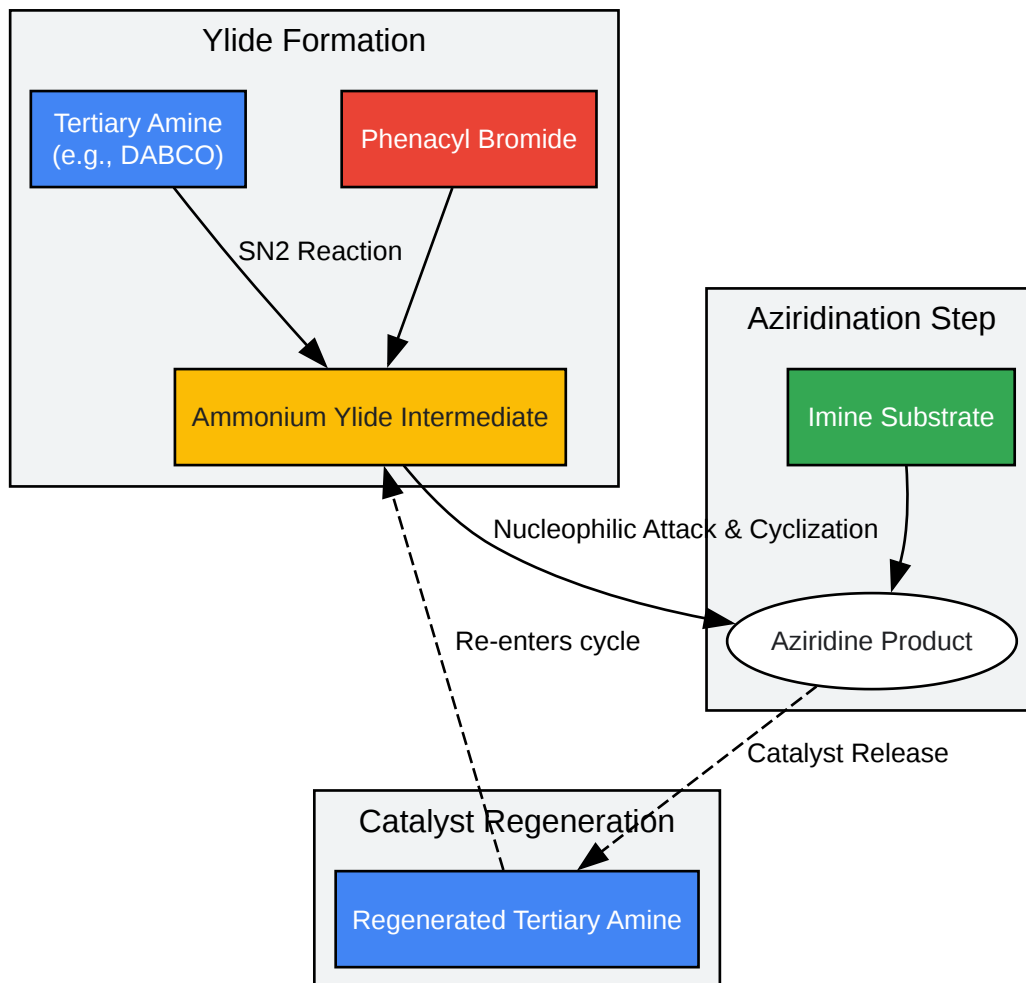 Ylide Formation
Tertiary Amine
(e.g., DABCO)
Phenacyl Bromide
SN2 Reaction
Ammonium Ylide Intermediate
Aziridination Step
Imine Substrate
Nucleophilic Attack & Cyclization
Re-enters cycle
Aziridine Product
Catalyst Release
Catalyst Regeneration
Regenerated Tertiary Amine